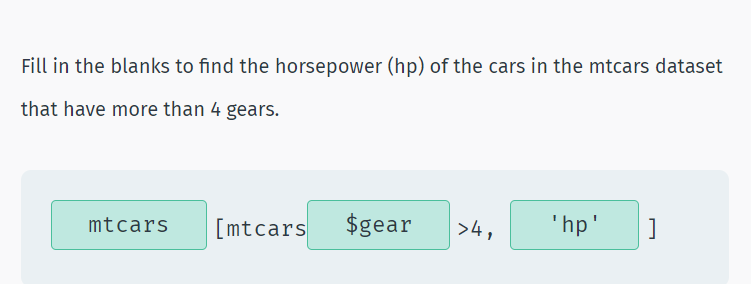 Fill in the blanks to find the horsepower (hp) of the cars in the mtcars dataset
that have more than 4 gears.
mtcars [mtcars $gear >4, 'hp' ]